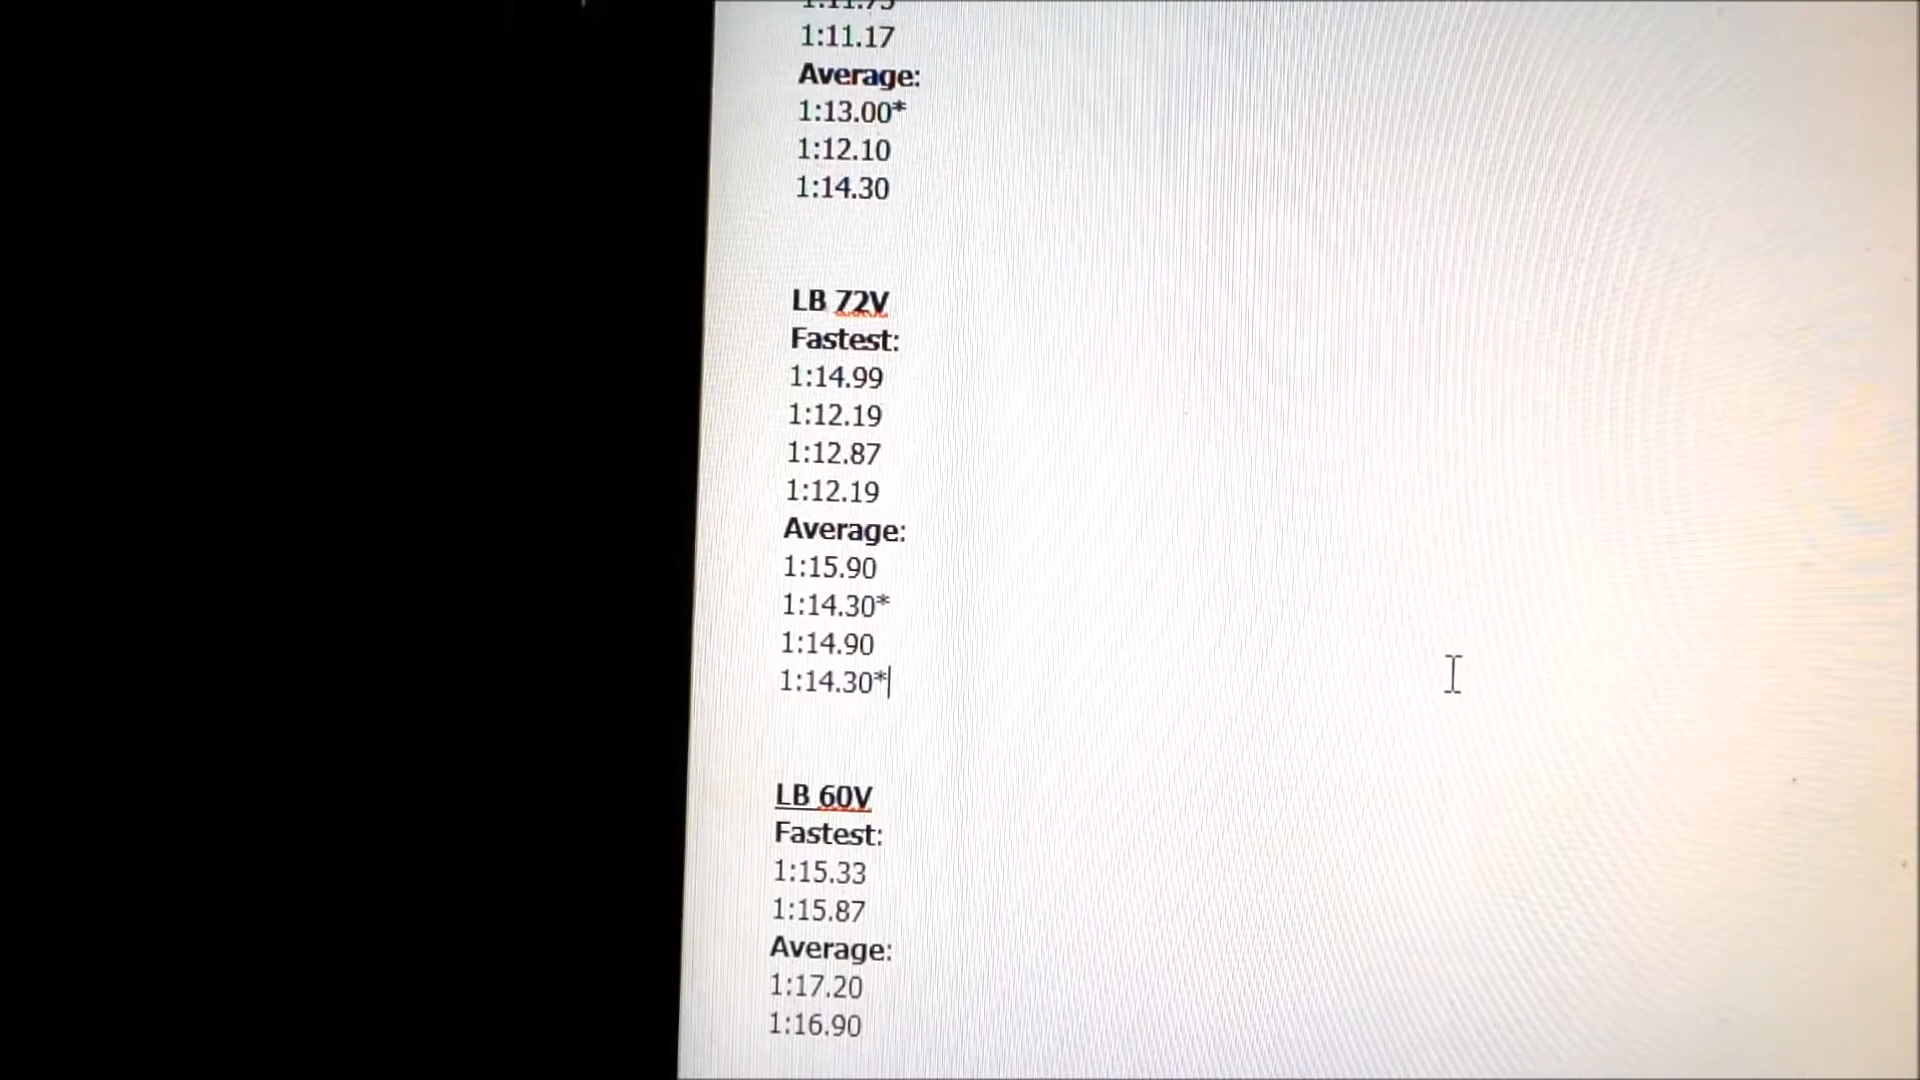 1:11.75
1:11.17
Average:
1:13.00*
1:12.10
1:14.30
LB 72V
Fastest:
1:14.99
1:12.19
1:12.87
1:12.19
Average:
1:15.90
1:14.30*
1:14.90
1:14.30*
LB 60V
Fastest:
1:15.33
1:15.87
Average:
1:17.20
1:16.90